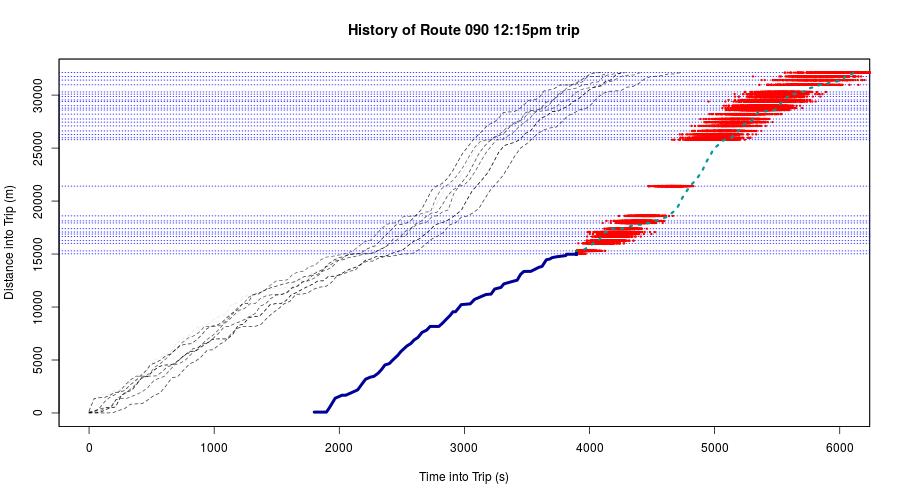 History of Route 090 12:15pm trip
Distance into Trip (m)
30000
25000
20000
15000
10000
5000
0
0 1000 2000 3000 4000 5000 6000
Time into Trip (s)